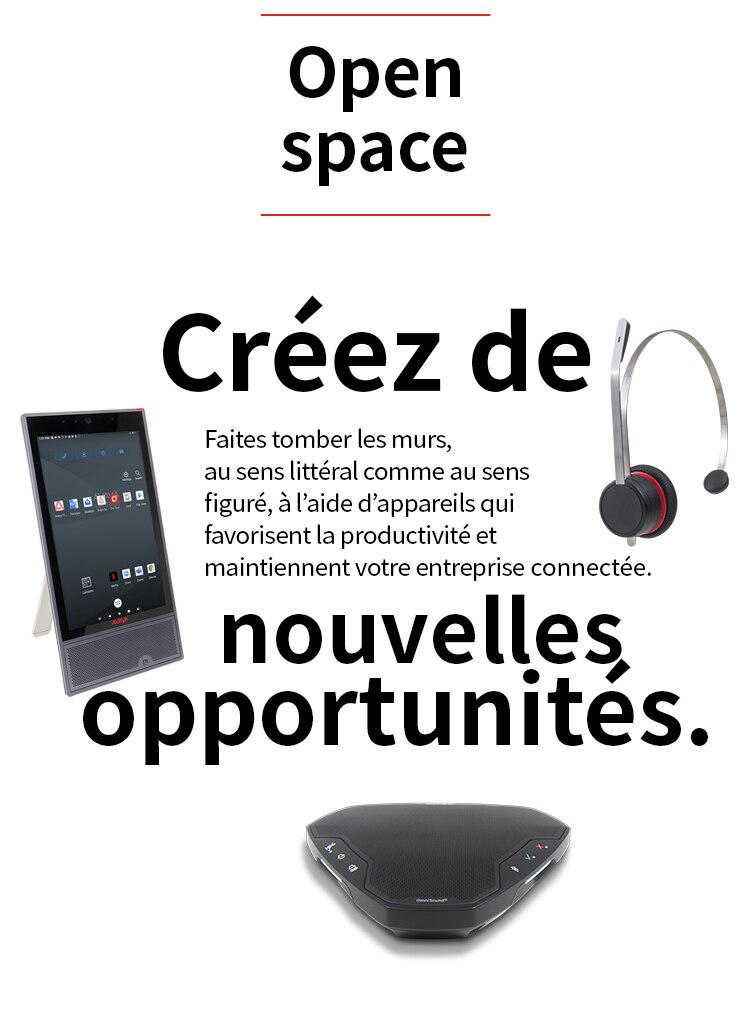 Open
space
Créez de
Faites tomber les murs,
au sens littéral comme au sens
figuré, à l’aide d’appareils qui
favorisent la productivité et
maintiennent votre entreprise connectée.
nouvelles
opportunités.
AVAYA
OmniSound®